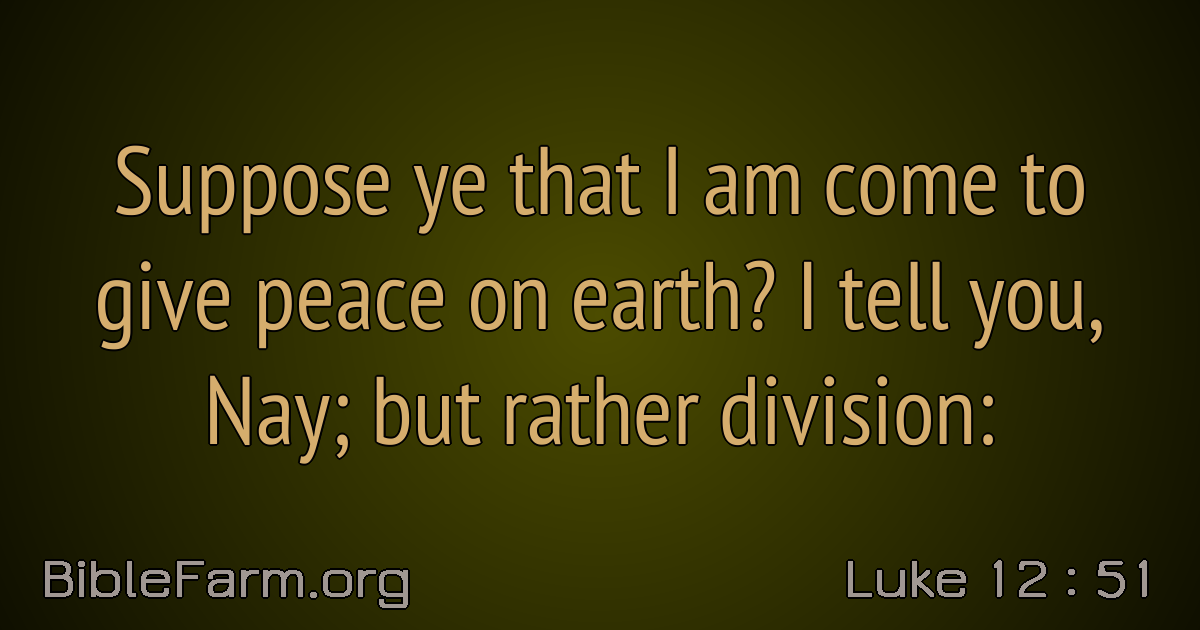 Suppose ye that I am come to
give peace on earth? I tell you,
Nay; but rather division:
BibleFarm.org
Luke 12 : 51